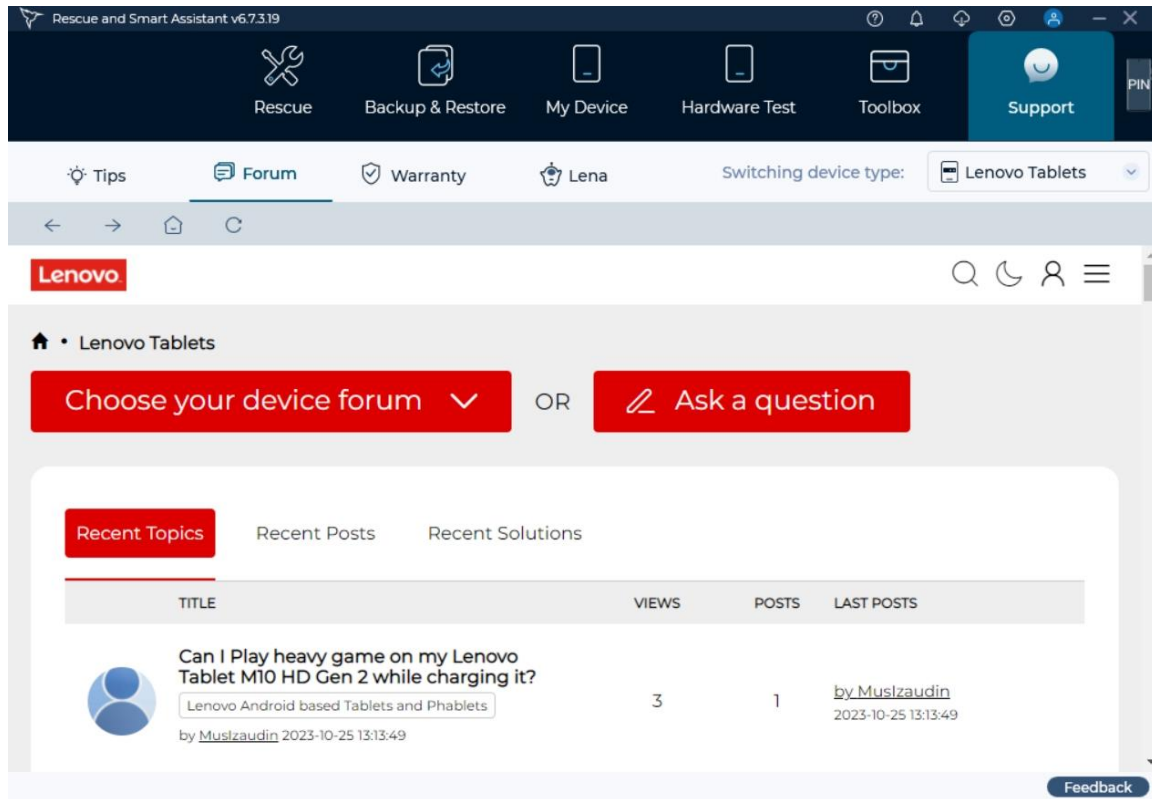 Rescue and Smart Assistant v6.7.3.19
Rescue
Backup & Restore
My Device
Hardware Test
Toolbox
Support
PIN
Tips
Forum
Warranty
Lena
Switching device type:
Lenovo Tablets
Lenovo.
• Lenovo Tablets
Choose your device forum
OR
Ask a question
Recent Topics
Recent Posts
Recent Solutions
TITLE
VIEWS
POSTS
LAST POSTS
Can I Play heavy game on my Lenovo
Tablet M10 HD Gen 2 while charging it?
Lenovo Android based Tablets and Phablets
by MusIzaudin 2023-10-25 13:13:49
3
1
by MusIzaudin
2023-10-25 13:13:49
Feedback